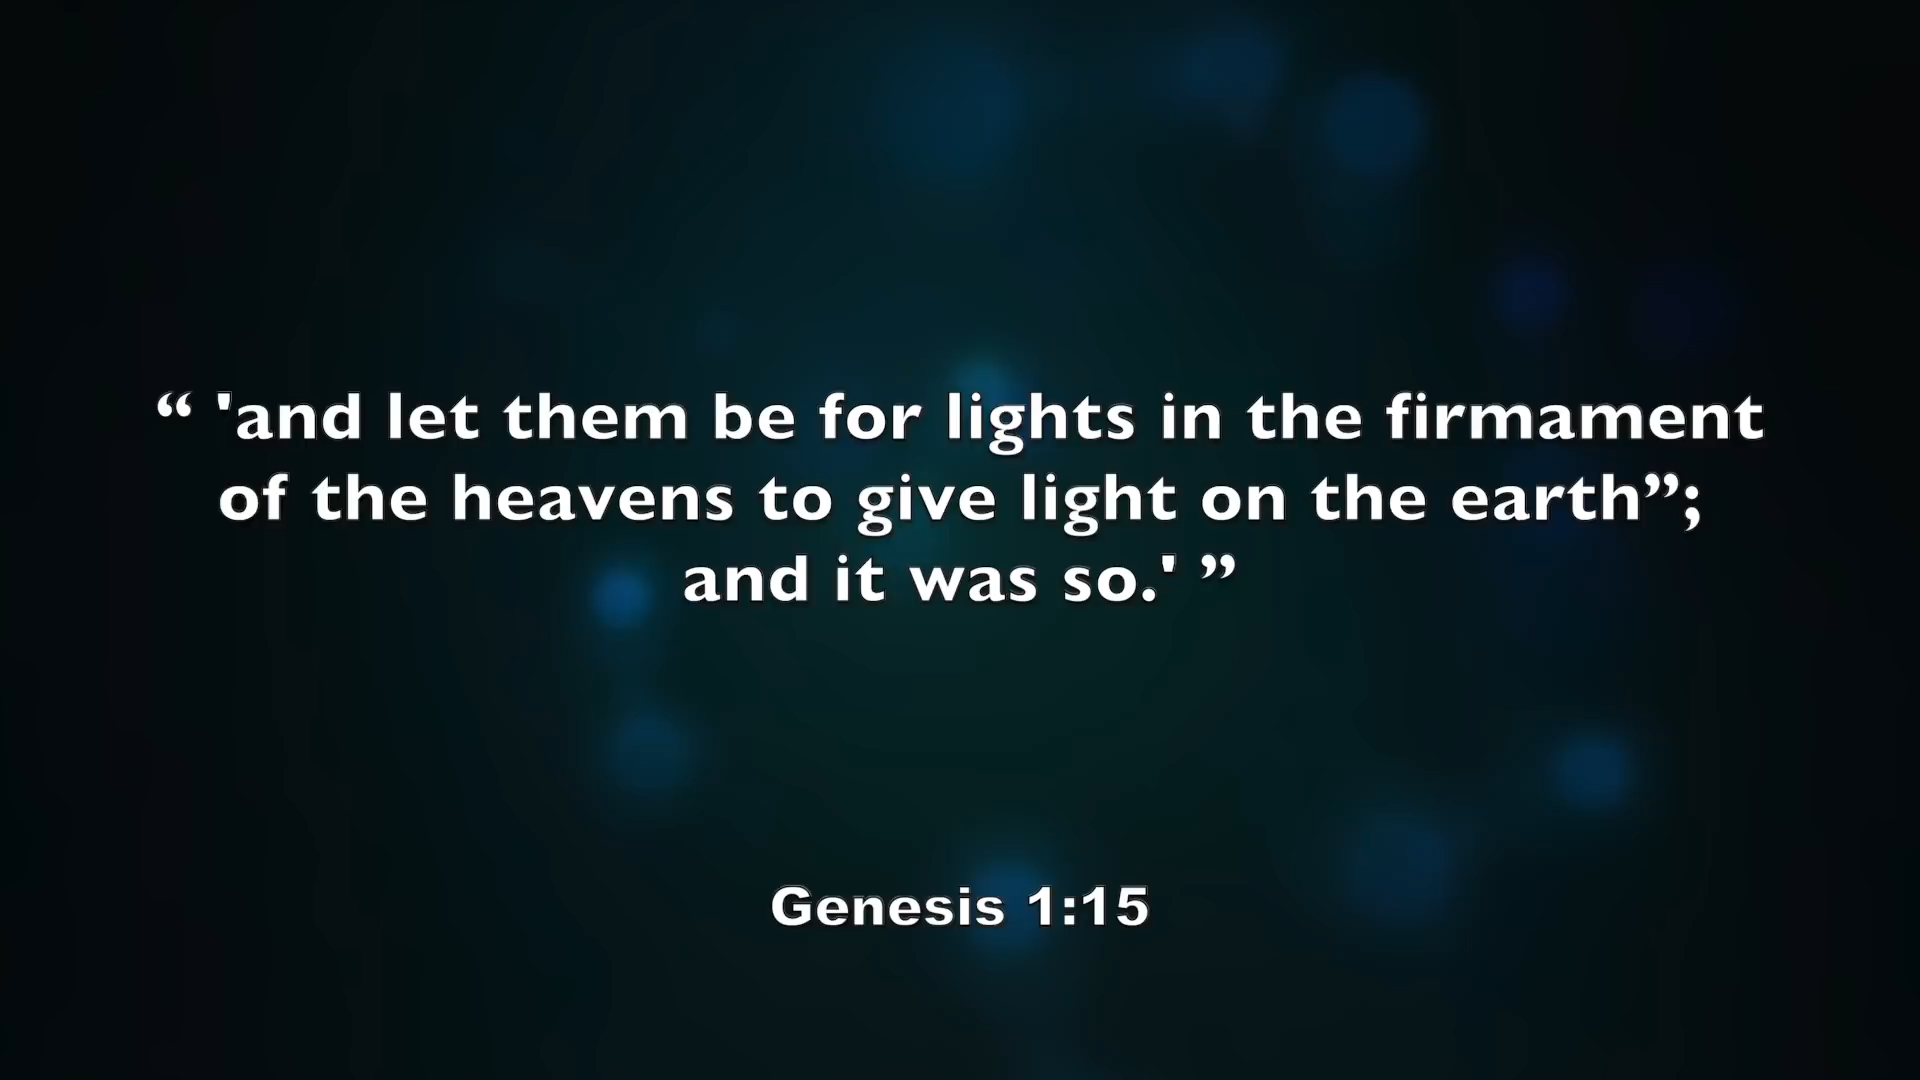 “ 'and let them be for lights in the firmament
of the heavens to give light on the earth”;
and it was so.' ”
Genesis 1:15